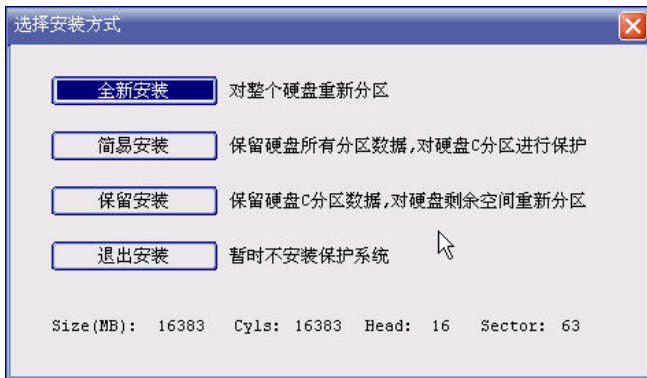 选择安装方式
全新安装 对整个硬盘重新分区
简易安装 保留硬盘所有分区数据,对硬盘C分区进行保护
保留安装 保留硬盘C分区数据,对硬盘剩余空间重新分区
退出安装 暂时不安装保护系统
Size(MB): 16383 Cyls: 16383 Head: 16 Sector: 63